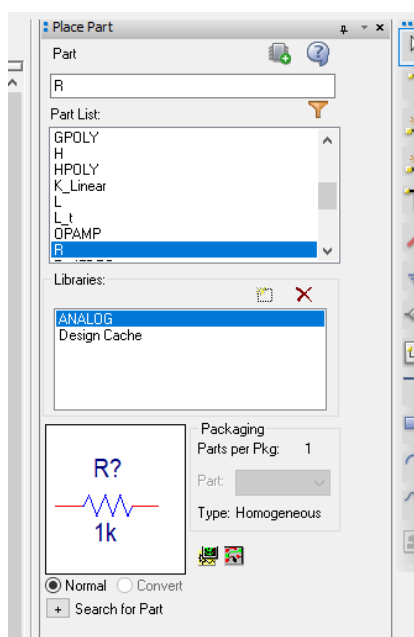 Place Part
Part
R
Part List:
GPOLY
H
HPOLY
K_Linear
L
L_t
OPAMP
R
Libraries:
ANALOG
Design Cache
R?
1k
Packaging
Parts per Pkg: 1
Part:
Type: Homogeneous
Normal Convert
+ Search for Part